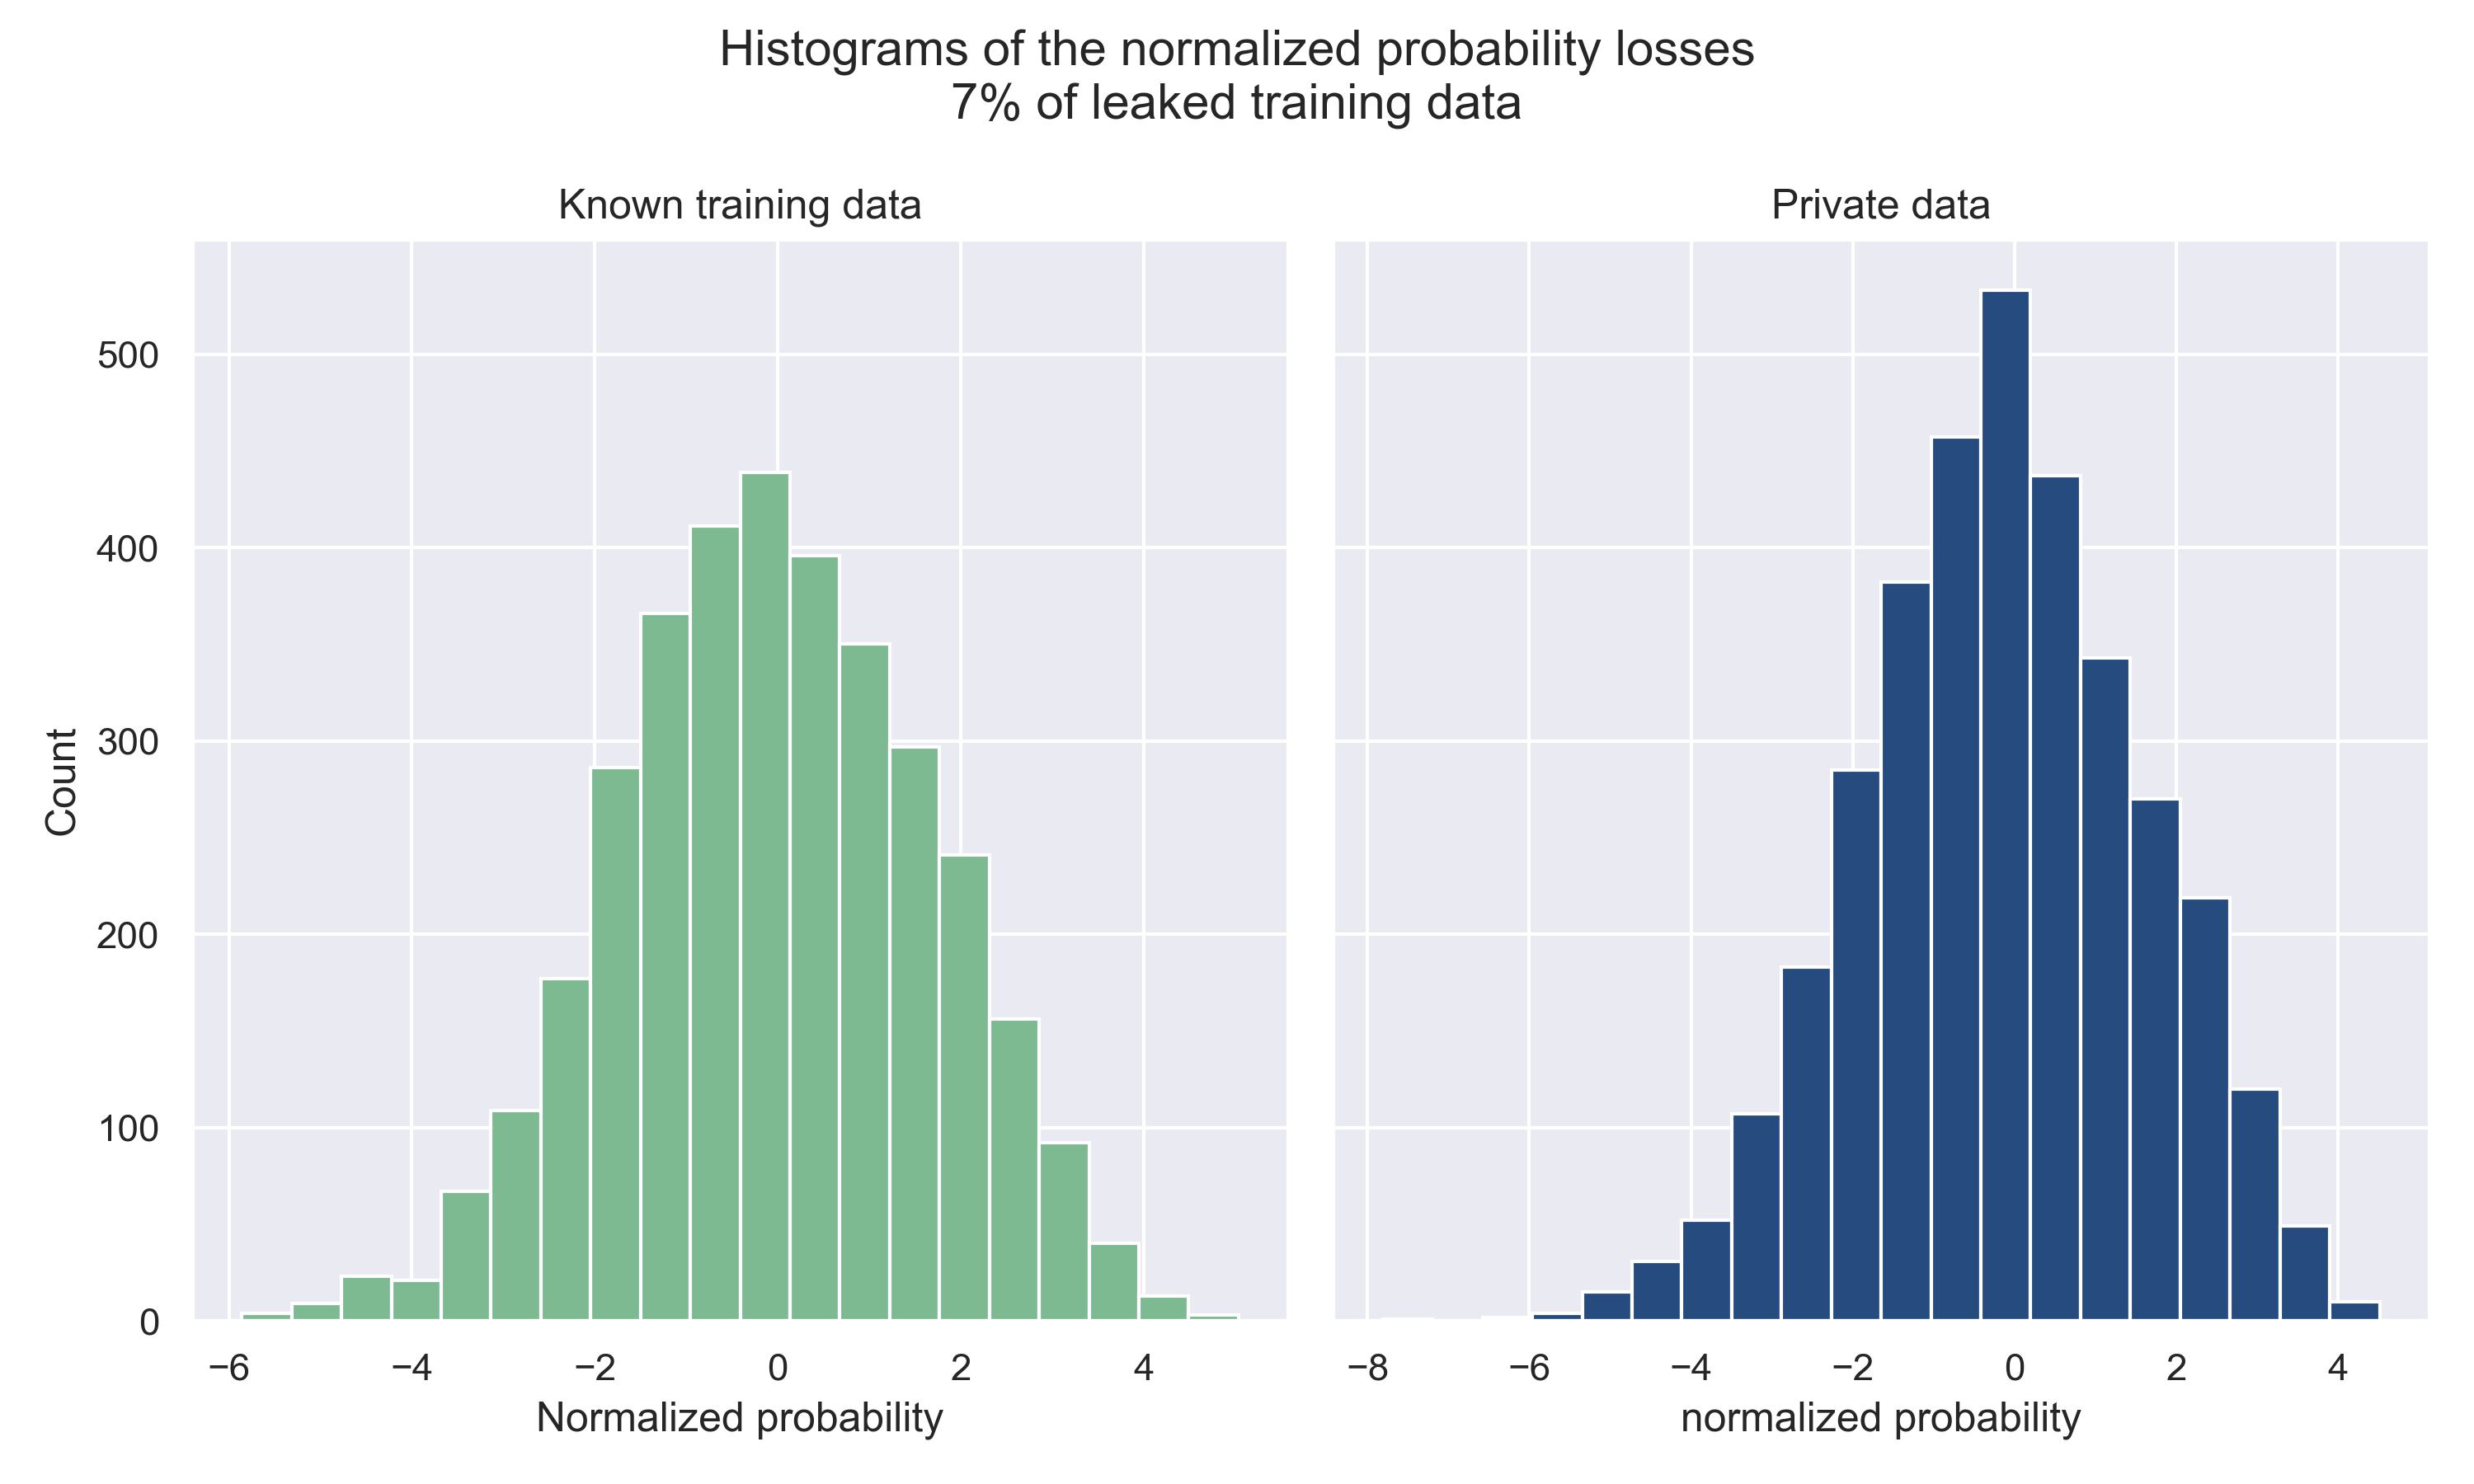 Histograms of the normalized probability losses
7% of leaked training data
Known training data
Private data
Count
500
400
300
200
100
0
−6 −4 −2 0 2 4
−8 −6 −4 −2 0 2 4
Normalized probability
normalized probability